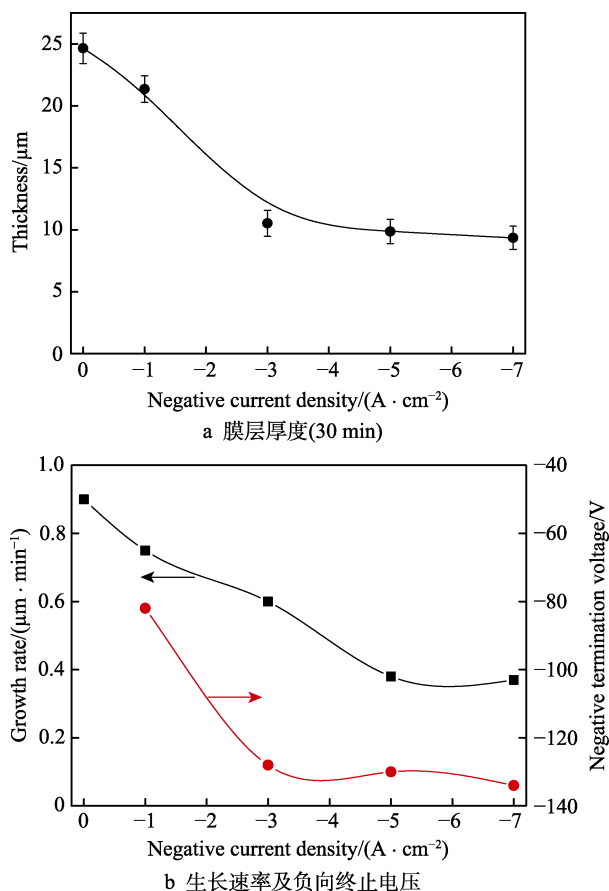 25
20
15
10
5
0
Thickness/μm
0 −1 −2 −3 −4 −5 −6 −7
Negative current density/(A · cm⁻²)
a 膜层厚度(30 min)
1.0
0.8
0.6
0.4
0.2
0
Growth rate/(μm · min⁻¹)
−40
−60
−80
−100
−120
−140
Negative termination voltage/V
0 −1 −2 −3 −4 −5 −6 −7
Negative current density/(A · cm⁻²)
b 生长速率及负向终止电压